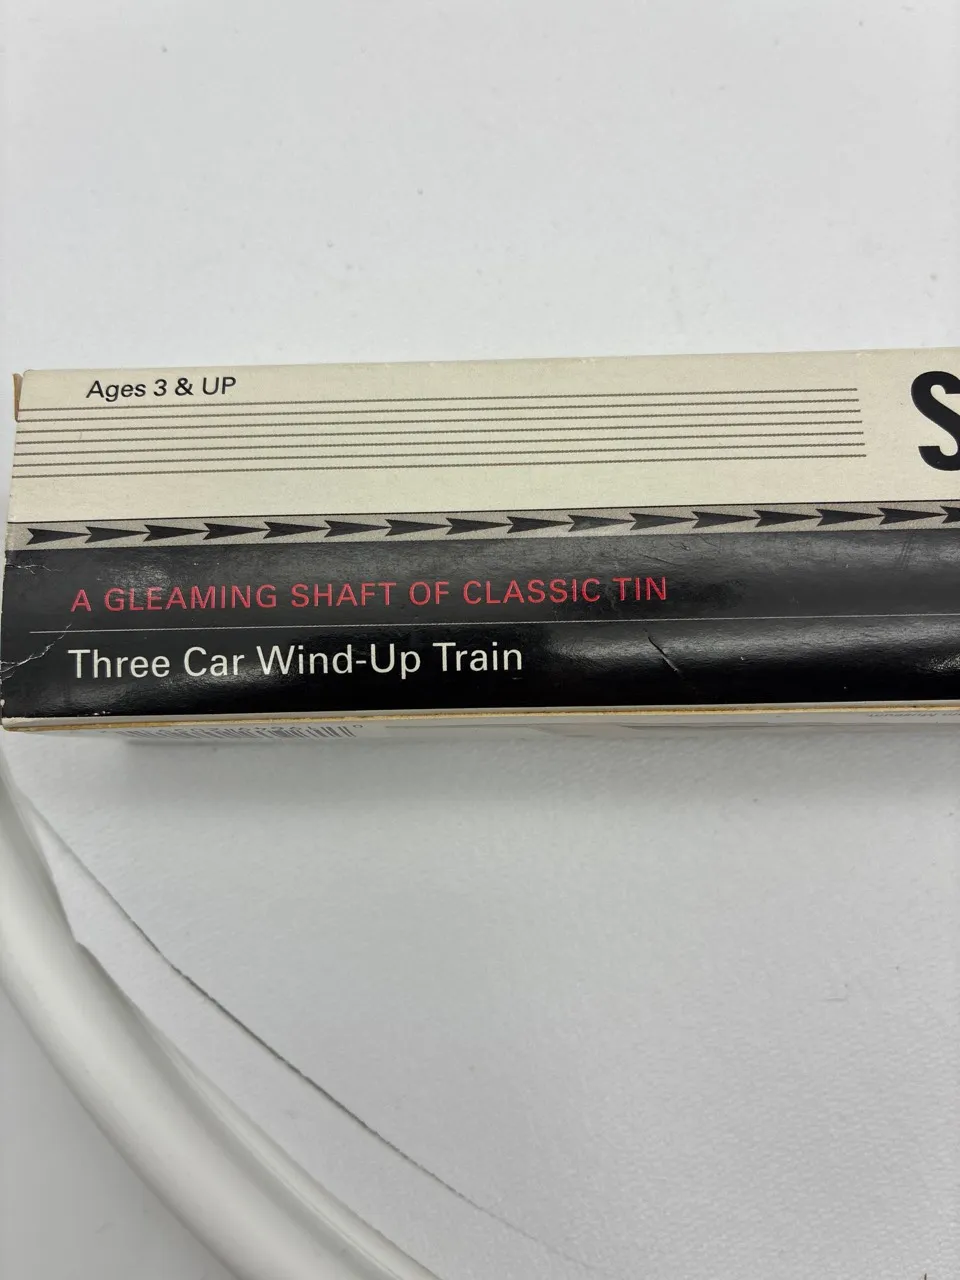 Ages 3 & UP
S
A GLEAMING SHAFT OF CLASSIC TIN
Three Car Wind-Up Train